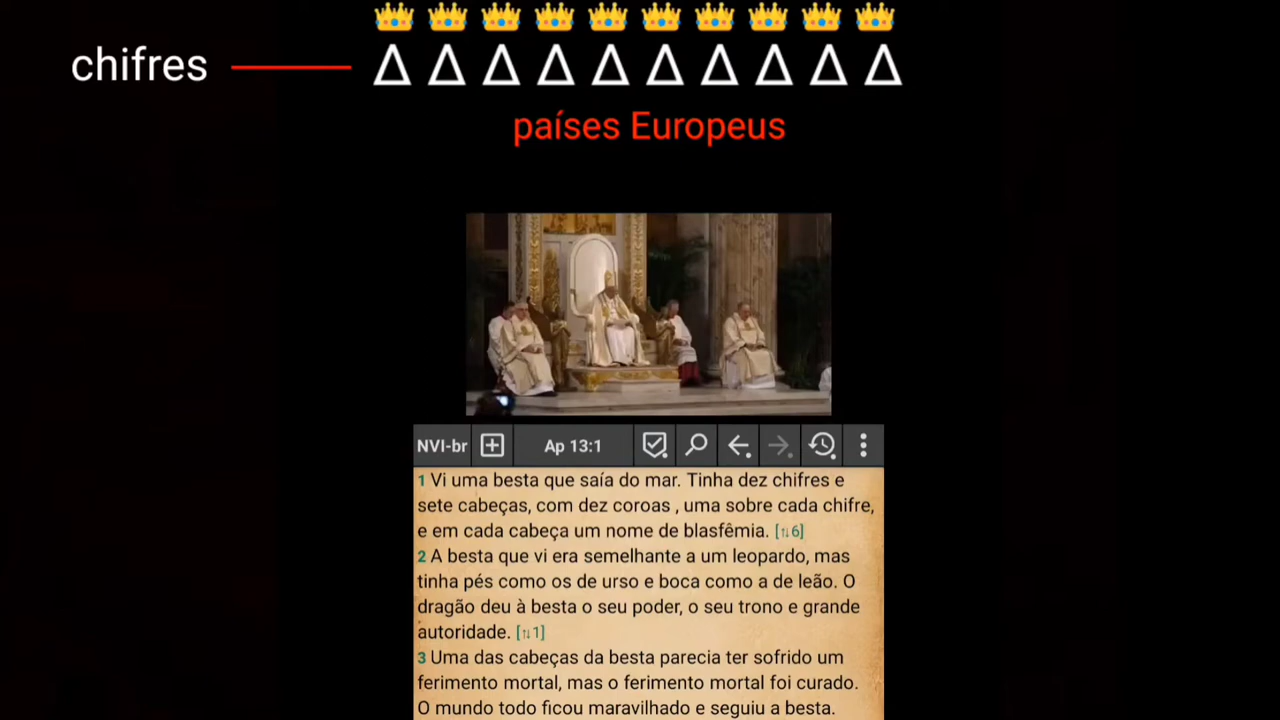 chifres
Δ Δ Δ Δ Δ Δ Δ Δ Δ Δ
países Europeus
NVI-br Ap 13:1
1 Vi uma besta que saía do mar. Tinha dez chifres e
sete cabeças, com dez coroas , uma sobre cada chifre,
e em cada cabeça um nome de blasfêmia. [↑↓6]
2 A besta que vi era semelhante a um leopardo, mas
tinha pés como os de urso e boca como a de leão. O
dragão deu à besta o seu poder, o seu trono e grande
autoridade. [↑↓1]
3 Uma das cabeças da besta parecia ter sofrido um
ferimento mortal, mas o ferimento mortal foi curado.
O mundo todo ficou maravilhado e seguiu a besta.